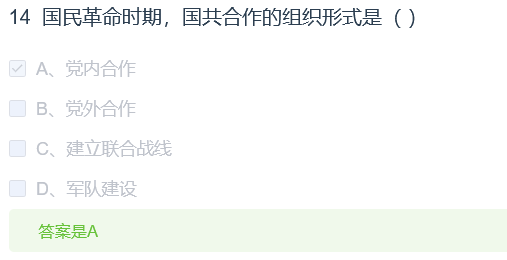 14 国民革命时期，国共合作的组织形式是（）
A、党内合作
B、党外合作
C、建立联合战线
D、军队建设
答案是A